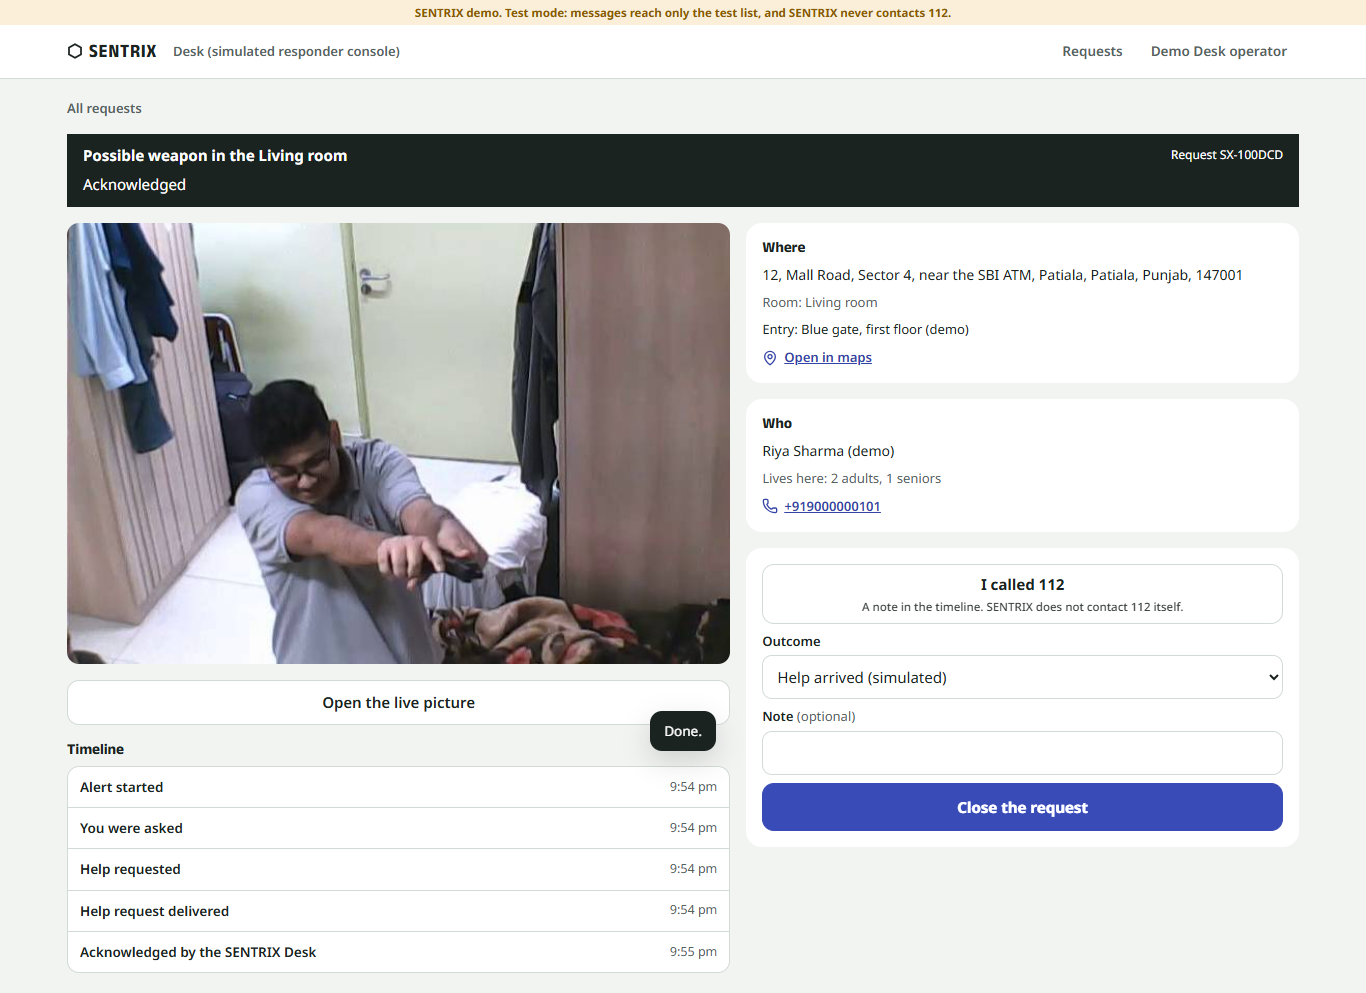 SENTRIX demo. Test mode: messages reach only the test list, and SENTRIX never contacts 112.
SENTRIX Desk (simulated responder console) Requests Demo Desk operator
All requests
Possible weapon in the Living room Request SX-100DCD
Acknowledged
Open the live picture
Done.
Timeline
Alert started 9:54 pm
You were asked 9:54 pm
Help requested 9:54 pm
Help request delivered 9:54 pm
Acknowledged by the SENTRIX Desk 9:55 pm
Where
12, Mall Road, Sector 4, near the SBI ATM, Patiala, Patiala, Punjab, 147001
Room: Living room
Entry: Blue gate, first floor (demo)
Open in maps
Who
Riya Sharma (demo)
Lives here: 2 adults, 1 seniors
+919000000101
I called 112
A note in the timeline. SENTRIX does not contact 112 itself.
Outcome
Help arrived (simulated)
Note (optional)
Close the request